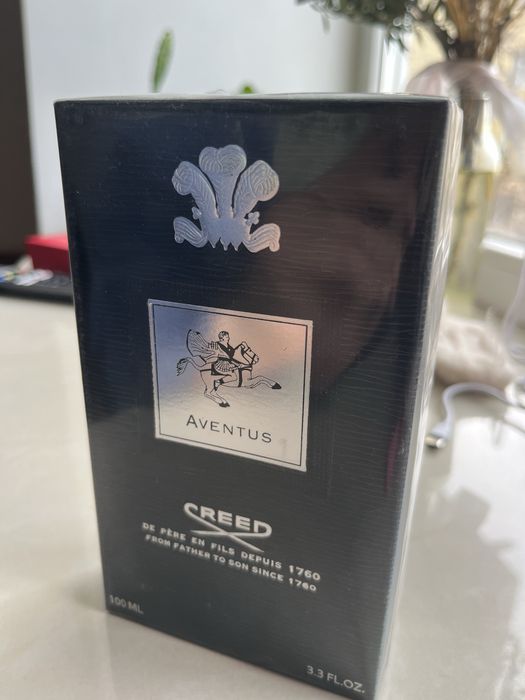 AVENTUS
CREED
DE PÈRE EN FILS DEPUIS 1760
FROM FATHER TO SON SINCE 1760
100 ML
3.3 FL.OZ.